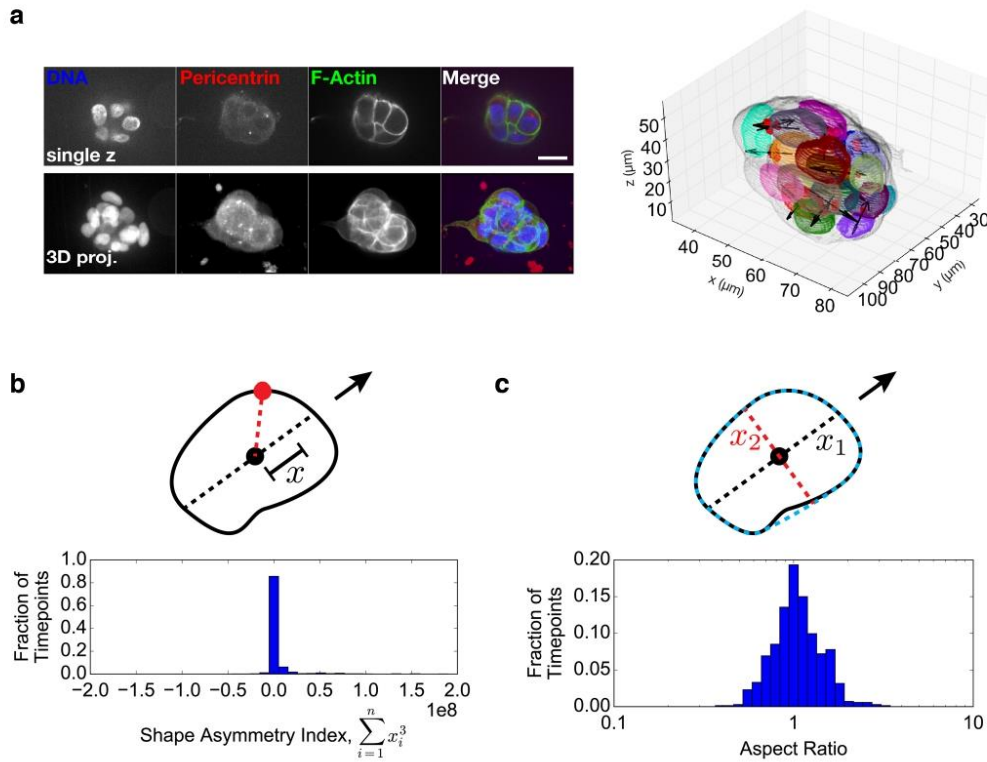 a
DNA
Pericentrin
F-Actin
Merge
single z
3D proj.
50
40
30
20
10
z (µm)
40
50
60
70
80
x (µm)
100
90
80
70
60
50
40
30
y (µm)
b
x
1.0
0.8
0.6
0.4
0.2
0.0
Fraction of
Timepoints
−2.0 −1.5 −1.0 −0.5 0.0 0.5 1.0 1.5 2.0
1e8
Shape Asymmetry Index, $\sum_{i=1}^{n} x_i^3$
c
x₂
x₁
0.20
0.15
0.10
0.05
0.00
Fraction of
Timepoints
0.1 1 10
Aspect Ratio